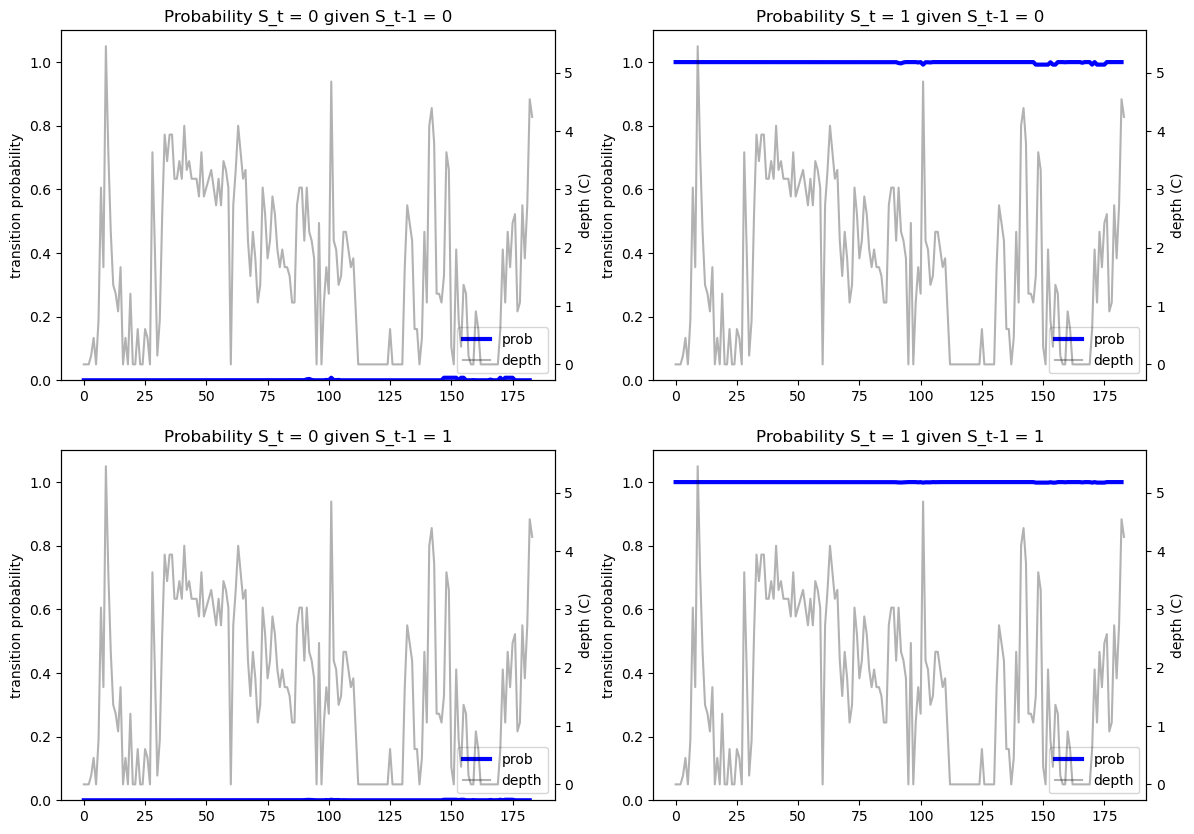 Probability S_t = 0 given S_t-1 = 0
1.0
0.8
0.6
0.4
0.2
0.0
transition probability
5
4
3
2
1
0
depth (C)
prob
depth
0 25 50 75 100 125 150 175
Probability S_t = 1 given S_t-1 = 0
1.0
0.8
0.6
0.4
0.2
0.0
transition probability
5
4
3
2
1
0
depth (C)
prob
depth
0 25 50 75 100 125 150 175
Probability S_t = 0 given S_t-1 = 1
1.0
0.8
0.6
0.4
0.2
0.0
transition probability
5
4
3
2
1
0
depth (C)
prob
depth
0 25 50 75 100 125 150 175
Probability S_t = 1 given S_t-1 = 1
1.0
0.8
0.6
0.4
0.2
0.0
transition probability
5
4
3
2
1
0
depth (C)
prob
depth
0 25 50 75 100 125 150 175